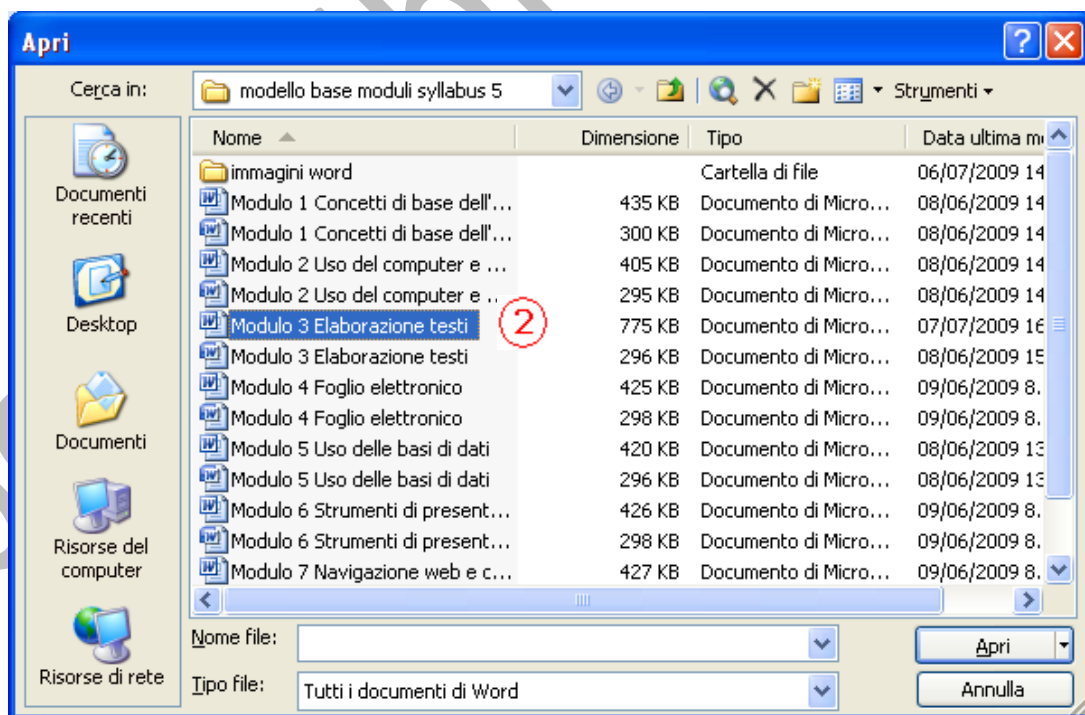 Apri
Cerca in: modello base moduli syllabus 5 Strumenti
Nome Dimensione Tipo Data ultima m
immagini word Cartella di file 06/07/2009 14
Modulo 1 Concetti di base dell'... 435 KB Documento di Micro... 08/06/2009 14
Modulo 1 Concetti di base dell'... 300 KB Documento di Micro... 08/06/2009 14
Modulo 2 Uso del computer e ... 405 KB Documento di Micro... 08/06/2009 14
Modulo 2 Uso del computer e .. 295 KB Documento di Micro... 08/06/2009 14
Modulo 3 Elaborazione testi 2 775 KB Documento di Micro... 07/07/2009 16
Modulo 3 Elaborazione testi 296 KB Documento di Micro... 08/06/2009 15
Modulo 4 Foglio elettronico 425 KB Documento di Micro... 09/06/2009 8.
Modulo 4 Foglio elettronico 298 KB Documento di Micro... 09/06/2009 8.
Modulo 5 Uso delle basi di dati 420 KB Documento di Micro... 08/06/2009 13
Modulo 5 Uso delle basi di dati 296 KB Documento di Micro... 08/06/2009 13
Modulo 6 Strumenti di present... 426 KB Documento di Micro... 09/06/2009 8.
Modulo 6 Strumenti di present... 298 KB Documento di Micro... 09/06/2009 8.
Modulo 7 Navigazione web e c... 427 KB Documento di Micro... 09/06/2009 8.
Documenti
recenti
Desktop
Documenti
Risorse del
computer
Risorse di rete
Nome file: Apri
Tipo file: Tutti i documenti di Word Annulla